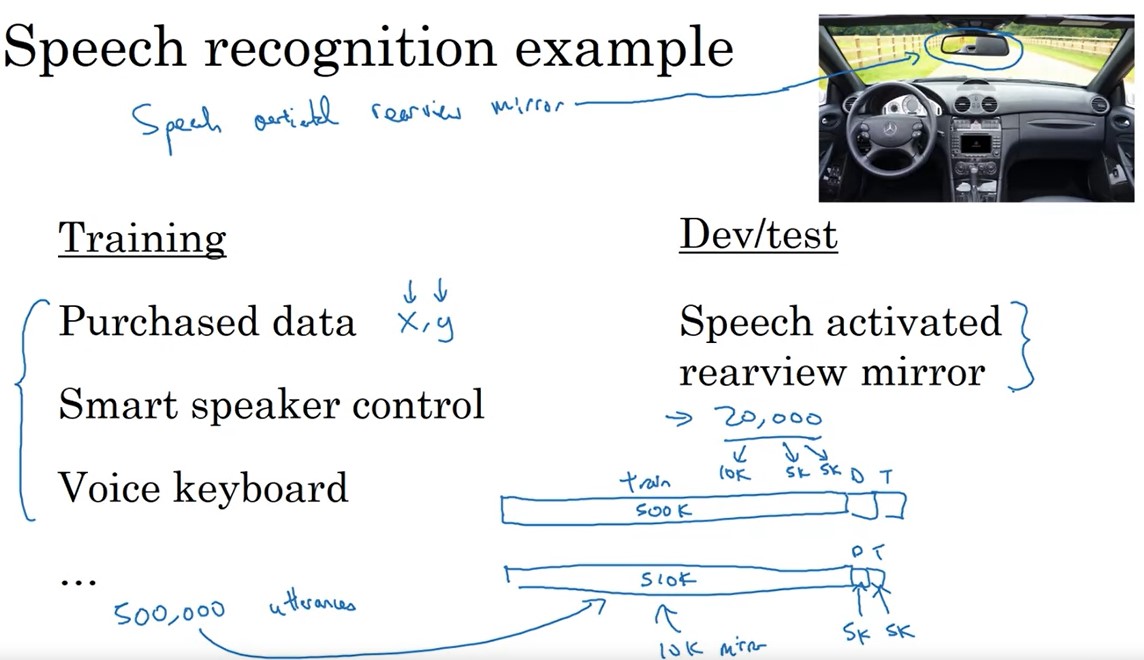 Speech recognition example
Speech activated rearview mirror
Training
Purchased data x, y
Smart speaker control
Voice keyboard
...
500,000 utterances
Dev/test
Speech activated
rearview mirror
→ 20,000
10K 5K 5K
train D T
500K
D T
510K
10K mirror
5K 5K